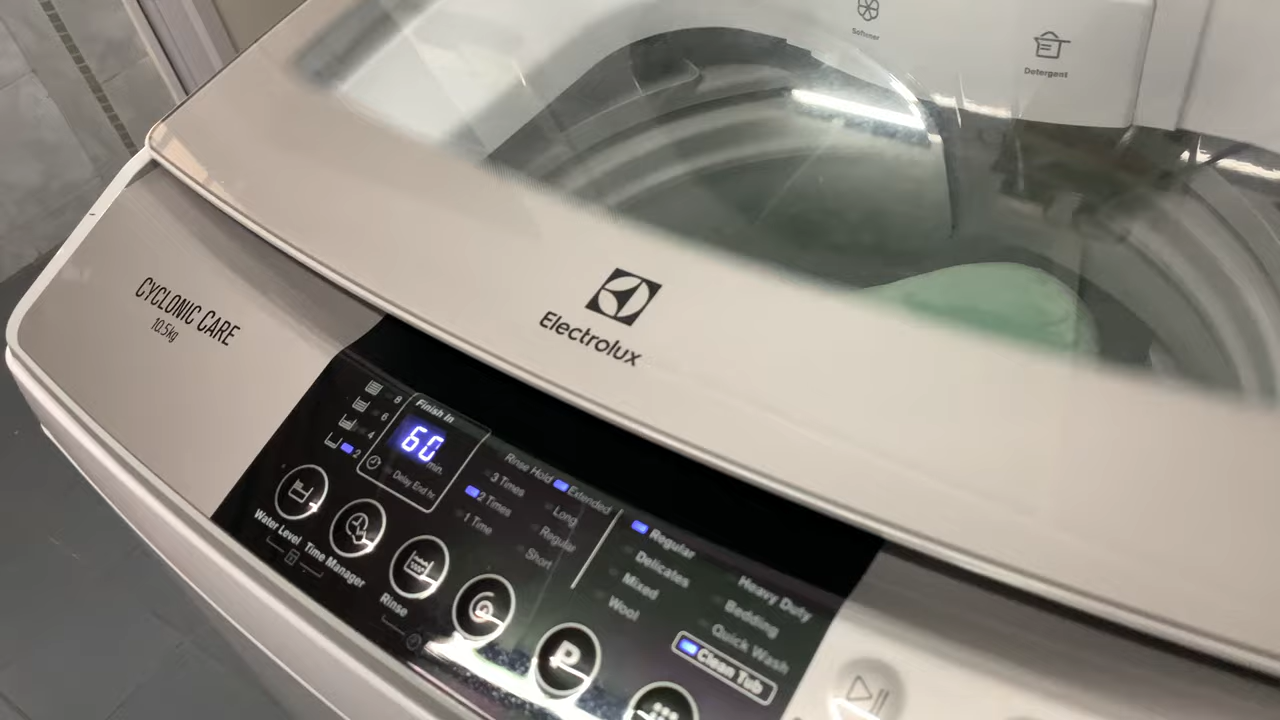 Softner
Detergent
CYCLONIC CARE
10.5kg
Electrolux
8
6
4
2
Finish In
60
min.
Delay End hr.
Rinse Hold
3 Times
2 Times
1 Time
Extended
Long
Regular
Short
Regular
Delicates
Mixed
Wool
Heavy Duty
Bedding
Quick Wash
Clean Tub
Water Level
Time Manager
Rinse
P